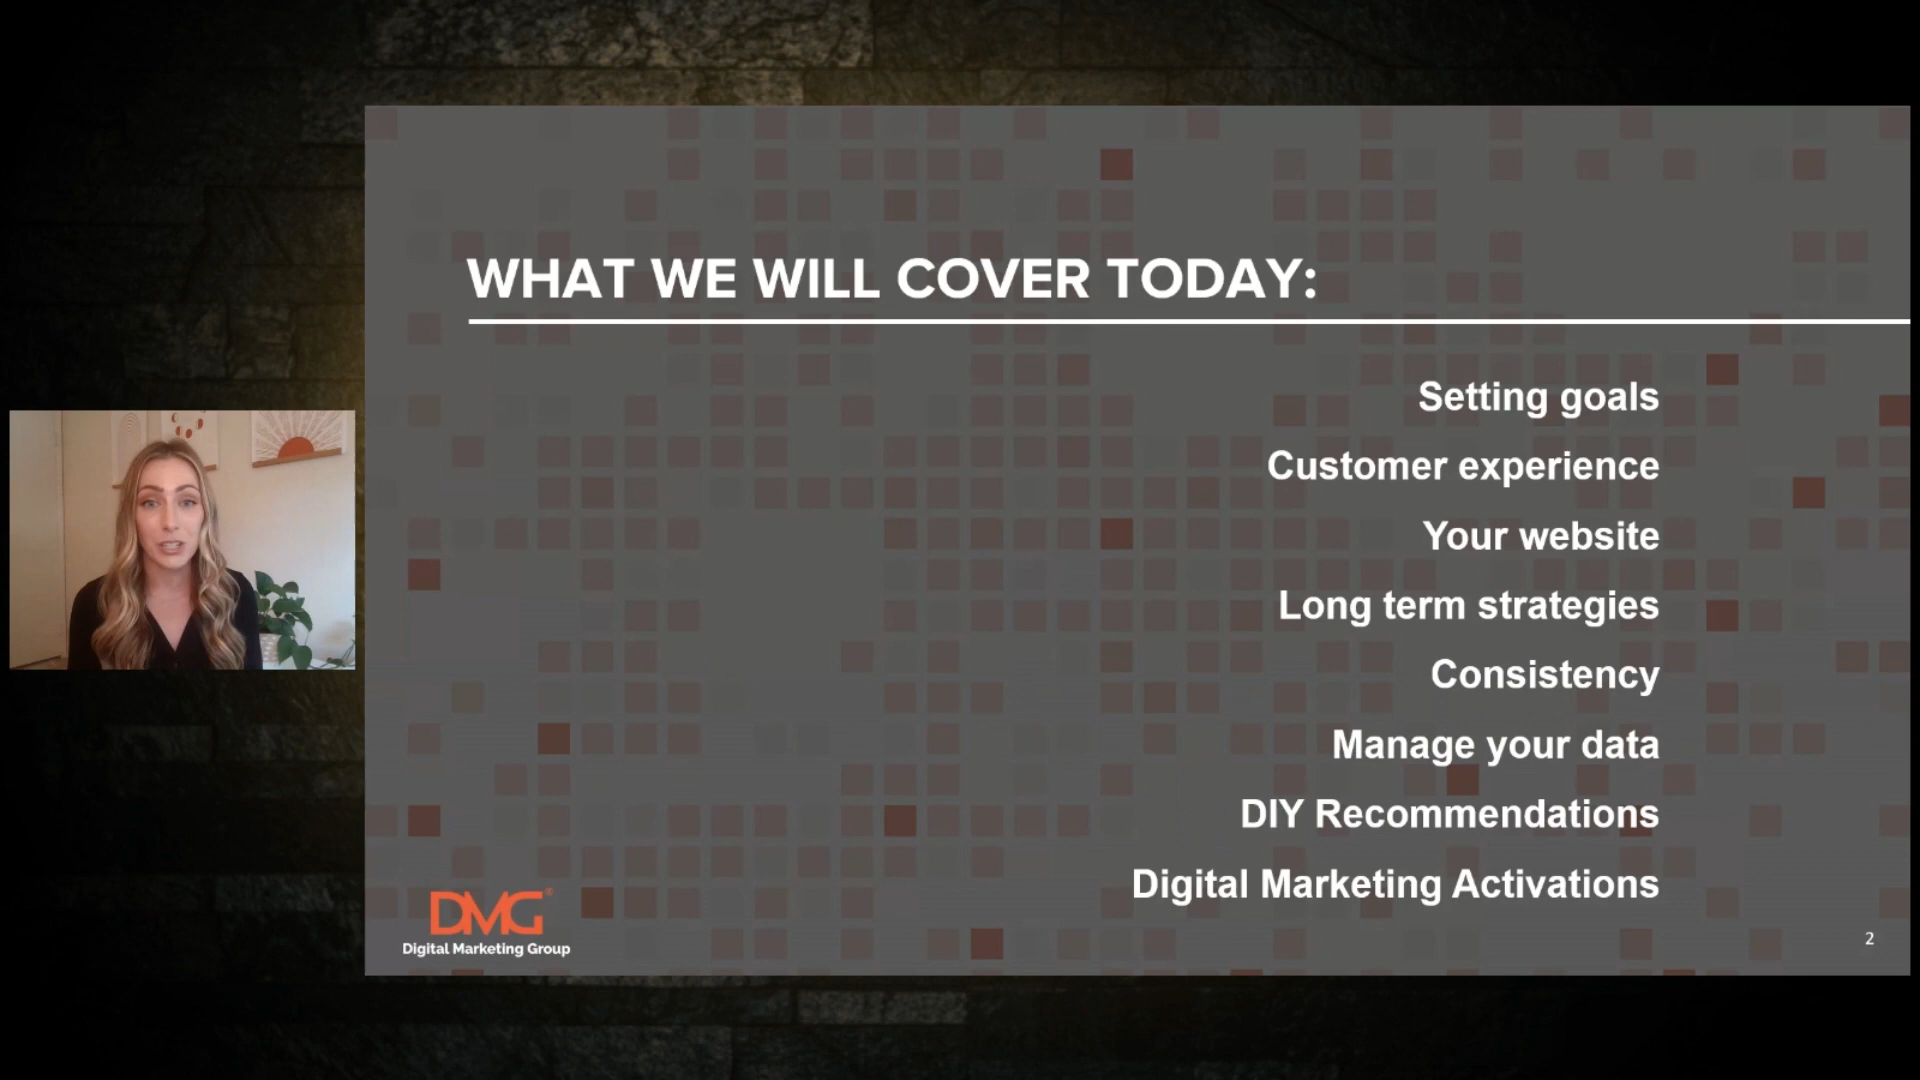 WHAT WE WILL COVER TODAY:
Setting goals
Customer experience
Your website
Long term strategies
Consistency
Manage your data
DIY Recommendations
Digital Marketing Activations
DMG®
Digital Marketing Group
2